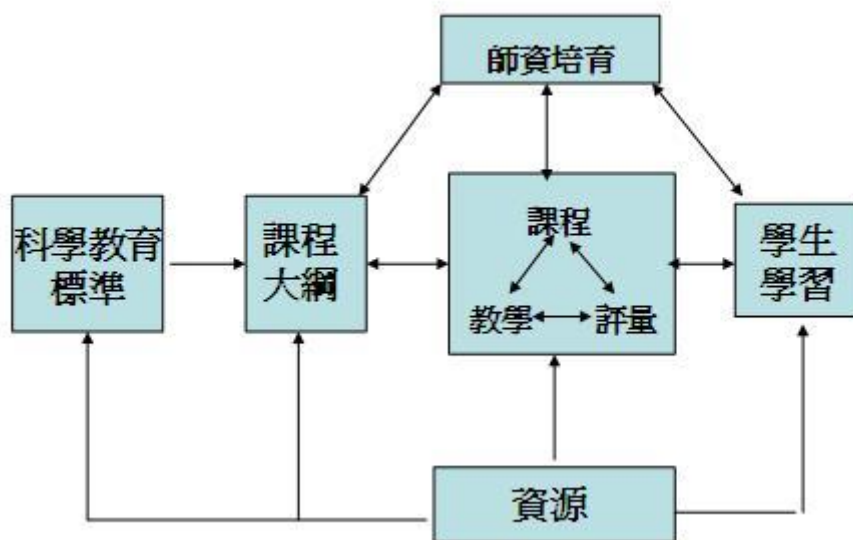 師資培育
科學教育
標準
課程
大綱
課程
教學
評量
學生
學習
資源